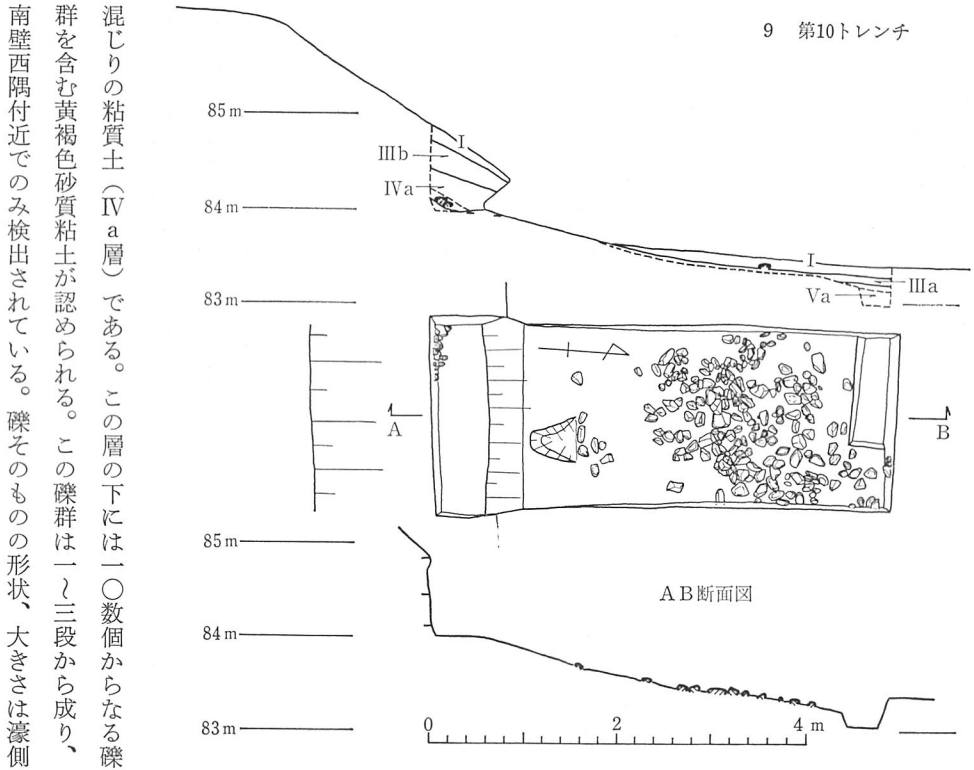 9　第10トレンチ
85m
84m
83m
I
IIIb
IVa
I
IIIa
Va
A
B
85m
84m
83m
AB断面図
0
2
4 m
混じりの粘質土（Ⅳa層）である。この層の下には一〇数個からなる礫
群を含む黄褐色砂質粘土が認められる。この礫群は一〜三段から成り、
南壁西隅付近でのみ検出されている。礫そのものの形状、大きさは濠側